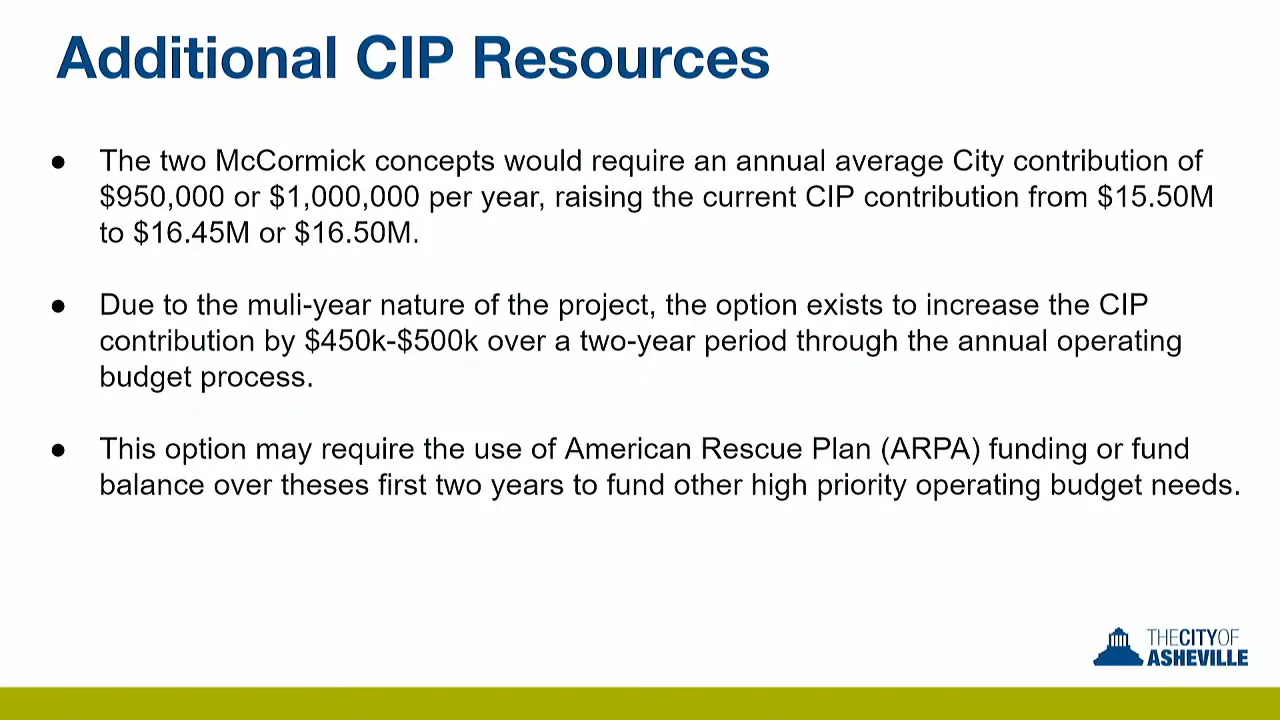 Additional CIP Resources
● The two McCormick concepts would require an annual average City contribution of
$950,000 or $1,000,000 per year, raising the current CIP contribution from $15.50M
to $16.45M or $16.50M.
● Due to the muli-year nature of the project, the option exists to increase the CIP
contribution by $450k-$500k over a two-year period through the annual operating
budget process.
● This option may require the use of American Rescue Plan (ARPA) funding or fund
balance over theses first two years to fund other high priority operating budget needs.
THE CITY OF
ASHEVILLE